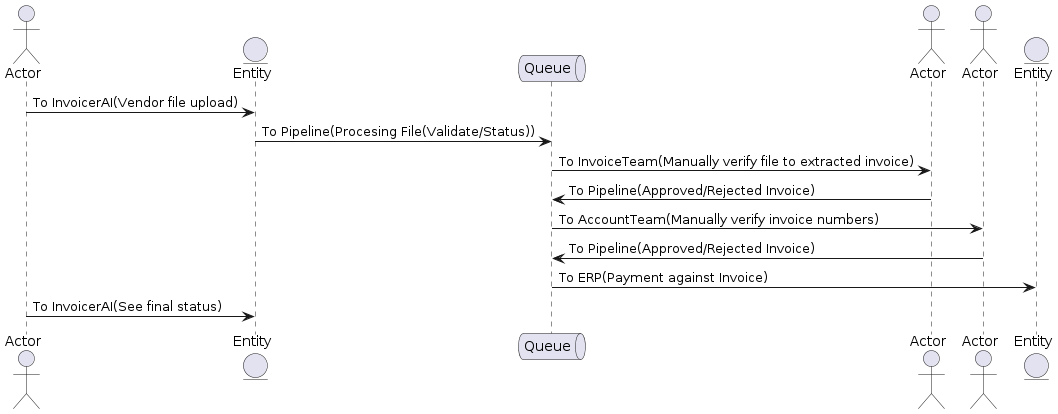 Actor
Entity
Queue
Actor
Actor
Entity
To InvoicerAI(Vendor file upload)
To Pipeline(Procesing File(Validate/Status))
To InvoiceTeam(Manually verify file to extracted invoice)
To Pipeline(Approved/Rejected Invoice)
To AccountTeam(Manually verify invoice numbers)
To Pipeline(Approved/Rejected Invoice)
To ERP(Payment against Invoice)
To InvoicerAI(See final status)
Actor
Entity
Queue
Actor
Actor
Entity